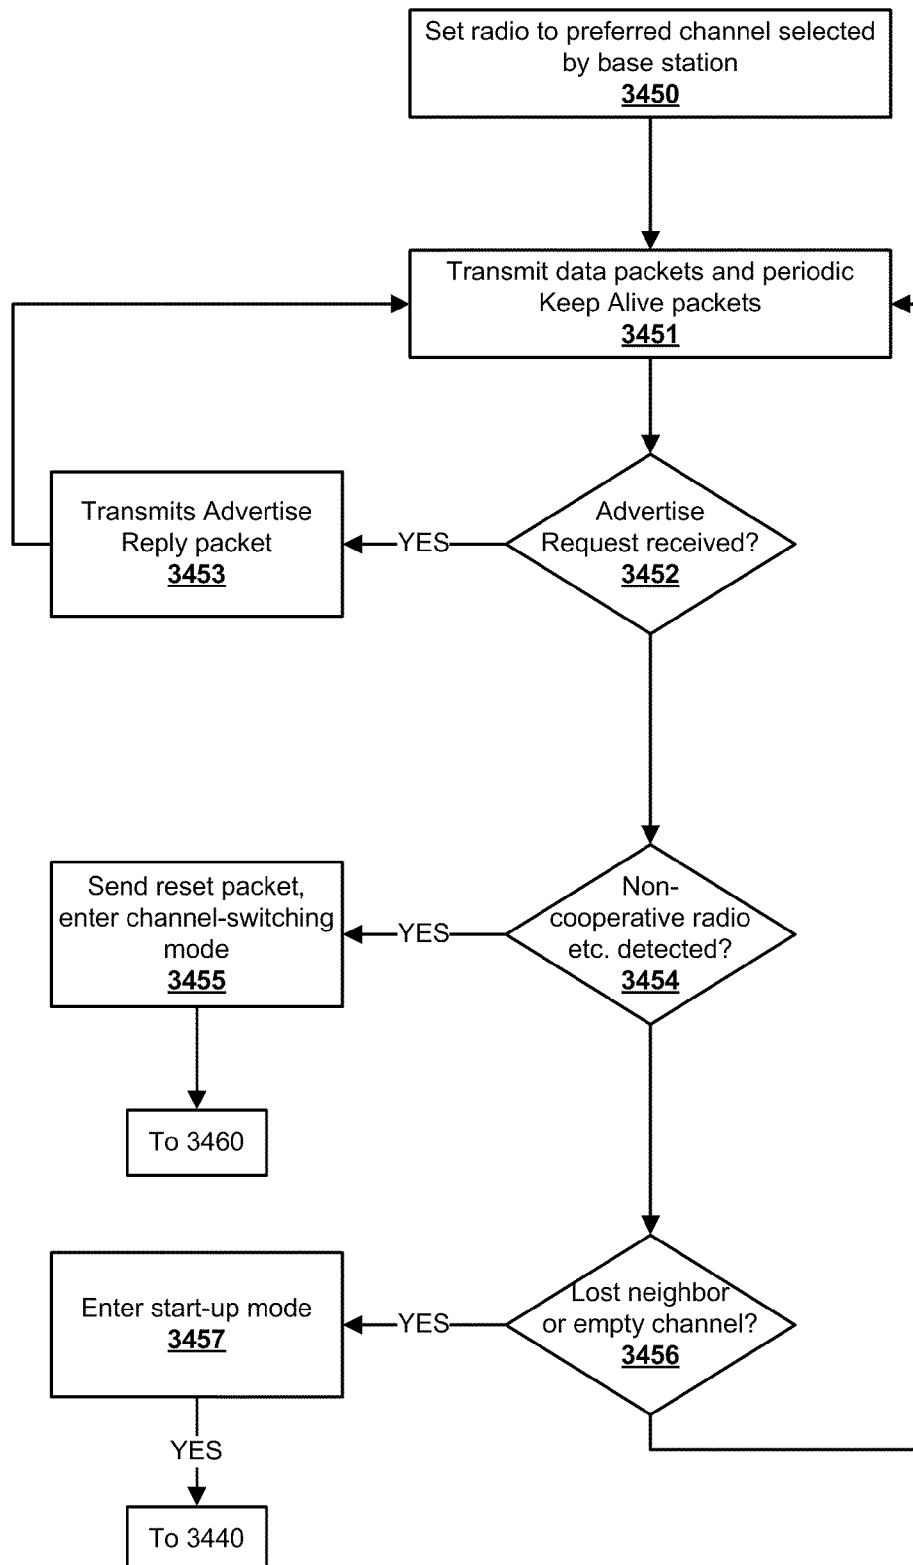 Set radio to preferred channel selected
by base station
3450
Transmit data packets and periodic
Keep Alive packets
3451
Advertise
Request received?
3452
YES
Transmits Advertise
Reply packet
3453
Non-
cooperative radio
etc. detected?
3454
YES
Send reset packet,
enter channel-switching
mode
3455
To 3460
Lost neighbor
or empty channel?
3456
YES
Enter start-up mode
3457
YES
To 3440